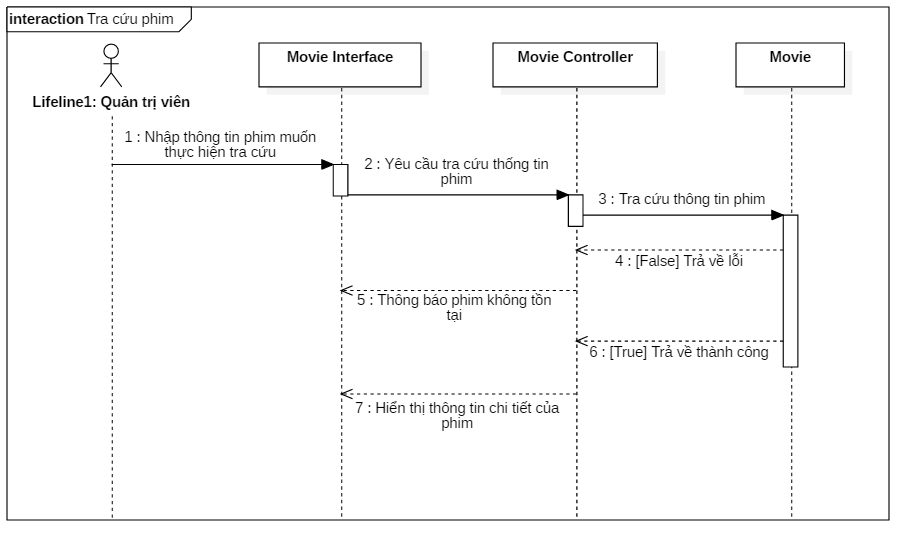 interaction Tra cứu phim
Movie Interface
Movie Controller
Movie
Lifeline1: Quản trị viên
1 : Nhập thông tin phim muốn
thực hiện tra cứu
2 : Yêu cầu tra cứu thống tin
phim
3 : Tra cứu thông tin phim
4 : [False] Trả về lỗi
5 : Thông báo phim không tồn
tại
6 : [True] Trả về thành công
7 : Hiển thị thông tin chi tiết của
phim